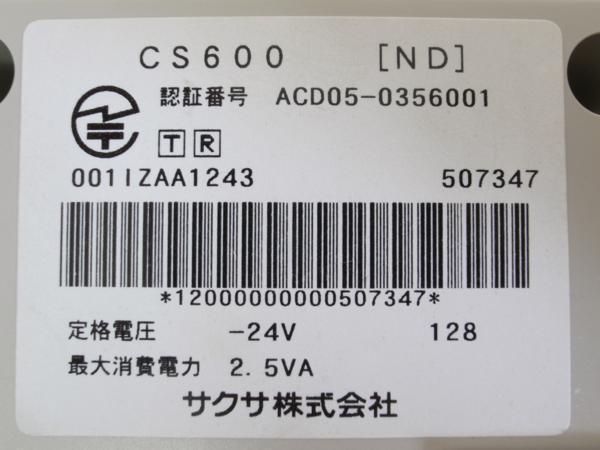 CS600 [ND]
認証番号 ACD05-0356001
T R
001IZAA1243 507347
*12000000000507347*
定格電圧 -24V 128
最大消費電力 2.5VA
サクサ株式会社